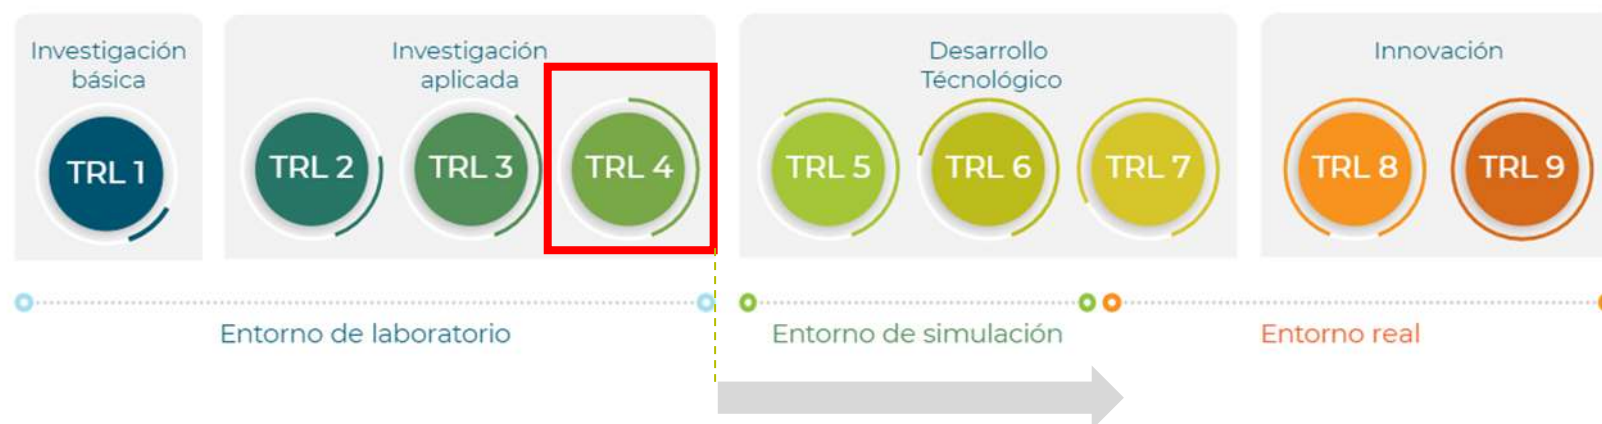 Investigación
básica
Investigación
aplicada
Desarrollo
Técnológico
Innovación
TRL 1
TRL 2
TRL 3
TRL 4
TRL 5
TRL 6
TRL 7
TRL 8
TRL 9
Entorno de laboratorio
Entorno de simulación
Entorno real